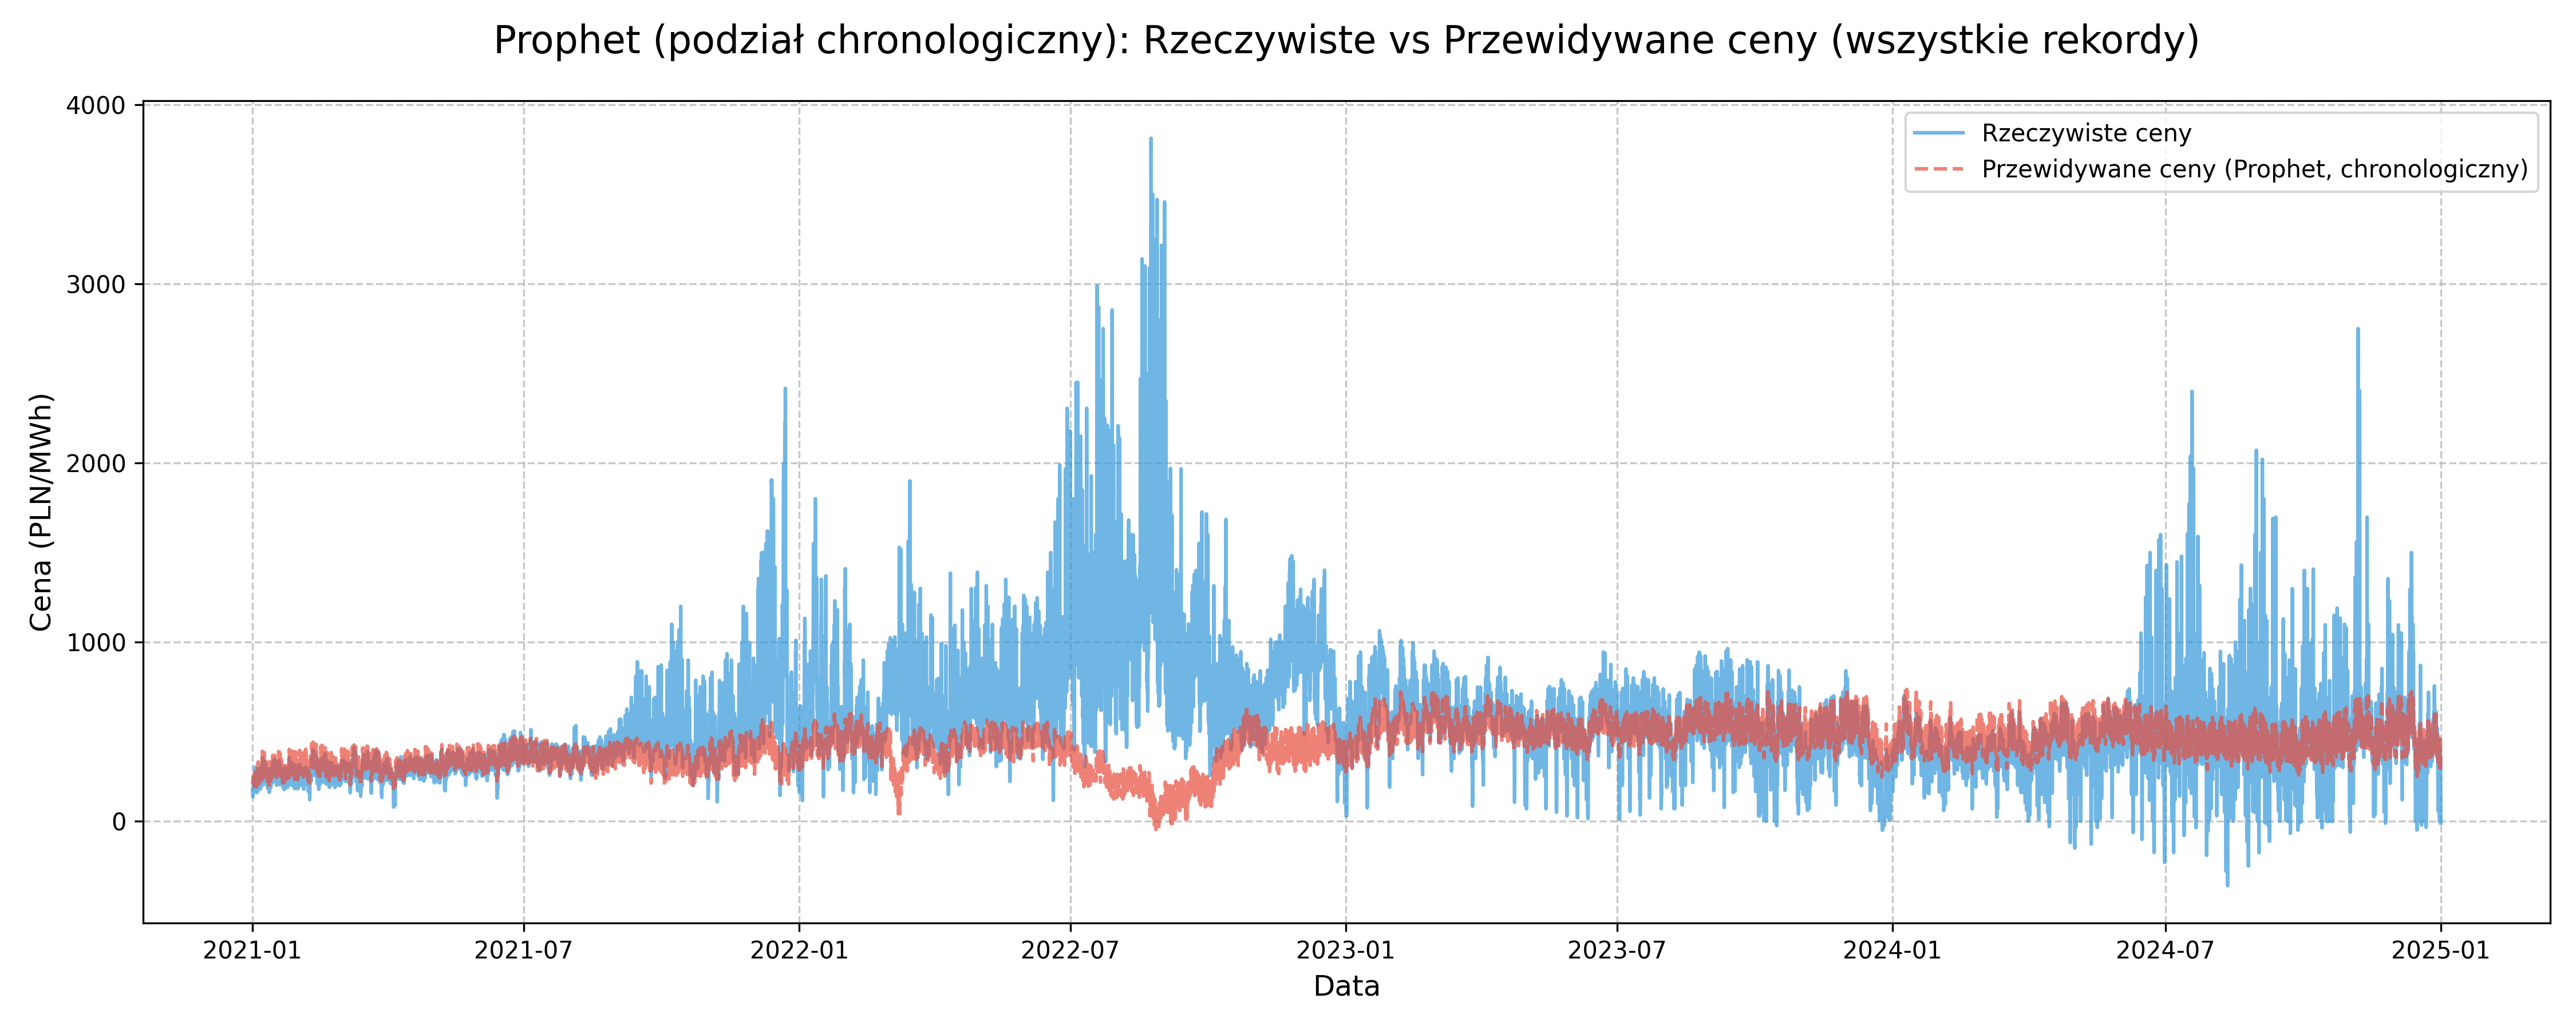 Prophet (podział chronologiczny): Rzeczywiste vs Przewidywane ceny (wszystkie rekordy)
Rzeczywiste ceny
Przewidywane ceny (Prophet, chronologiczny)
Cena (PLN/MWh)
4000
3000
2000
1000
0
2021-01 2021-07 2022-01 2022-07 2023-01 2023-07 2024-01 2024-07 2025-01
Data